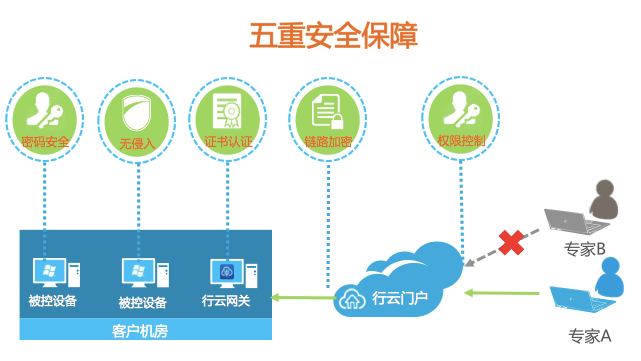 五重安全保障
密码安全
无侵入
证书认证
链路加密
权限控制
专家B
被控设备
被控设备
行云网关
行云门户
客户机房
专家A